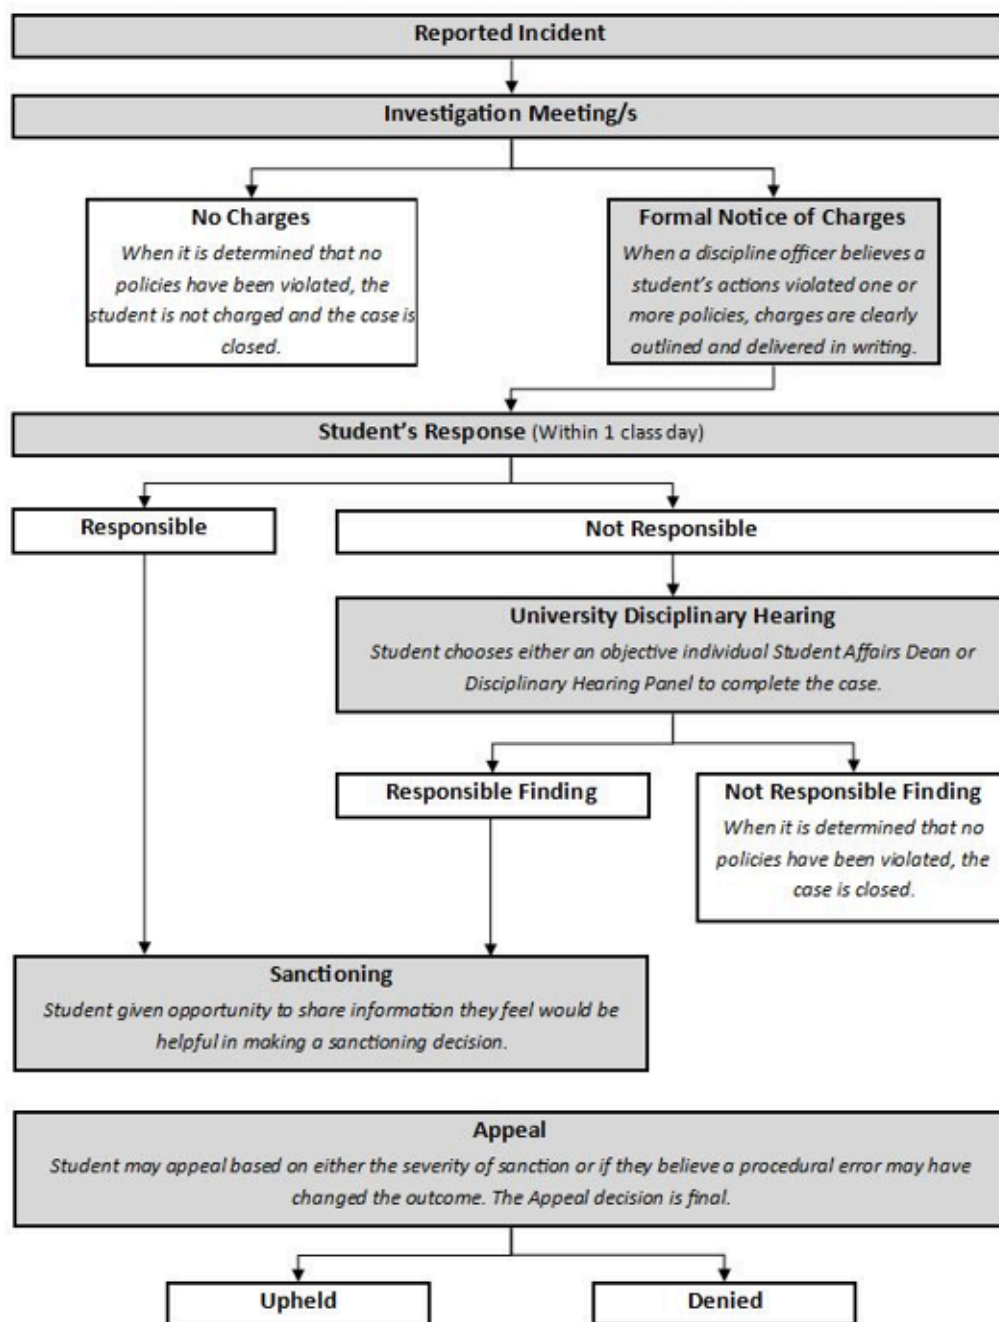 Reported Incident
Investigation Meeting/s
No Charges
When it is determined that no
policies have been violated, the
student is not charged and the case is
closed.
Formal Notice of Charges
When a discipline officer believes a
student's actions violated one or
more policies, charges are clearly
outlined and delivered in writing.
Student's Response (Within 1 class day)
Responsible
Not Responsible
University Disciplinary Hearing
Student chooses either an objective individual Student Affairs Dean or
Disciplinary Hearing Panel to complete the case.
Responsible Finding
Not Responsible Finding
When it is determined that no
policies have been violated, the
case is closed.
Sanctioning
Student given opportunity to share information they feel would be
helpful in making a sanctioning decision.
Appeal
Student may appeal based on either the severity of sanction or if they believe a procedural error may have
changed the outcome. The Appeal decision is final.
Upheld
Denied